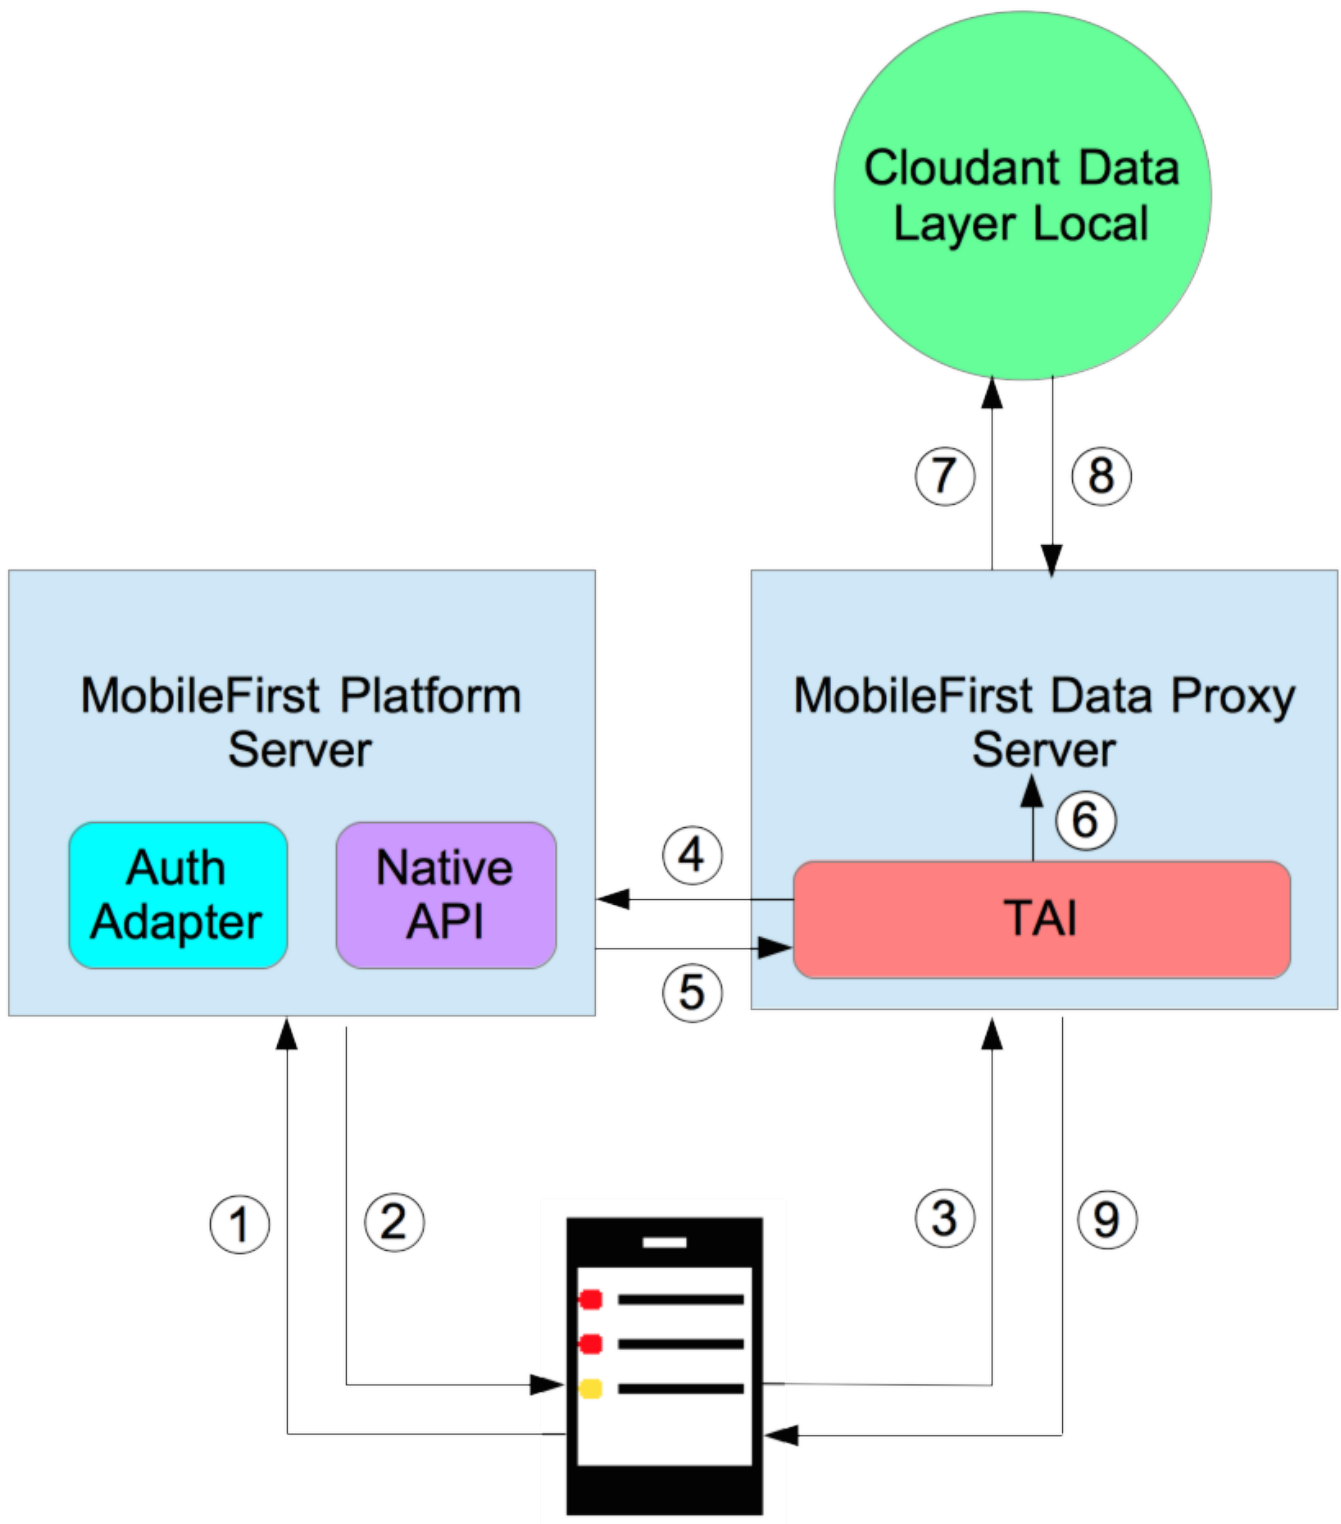 Cloudant Data
Layer Local
7
8
MobileFirst Platform
Server
MobileFirst Data Proxy
Server
Auth
Adapter
Native
API
4
5
6
TAI
1
2
3
9